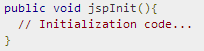 public void jspInit(){
  // Initialization code...
}